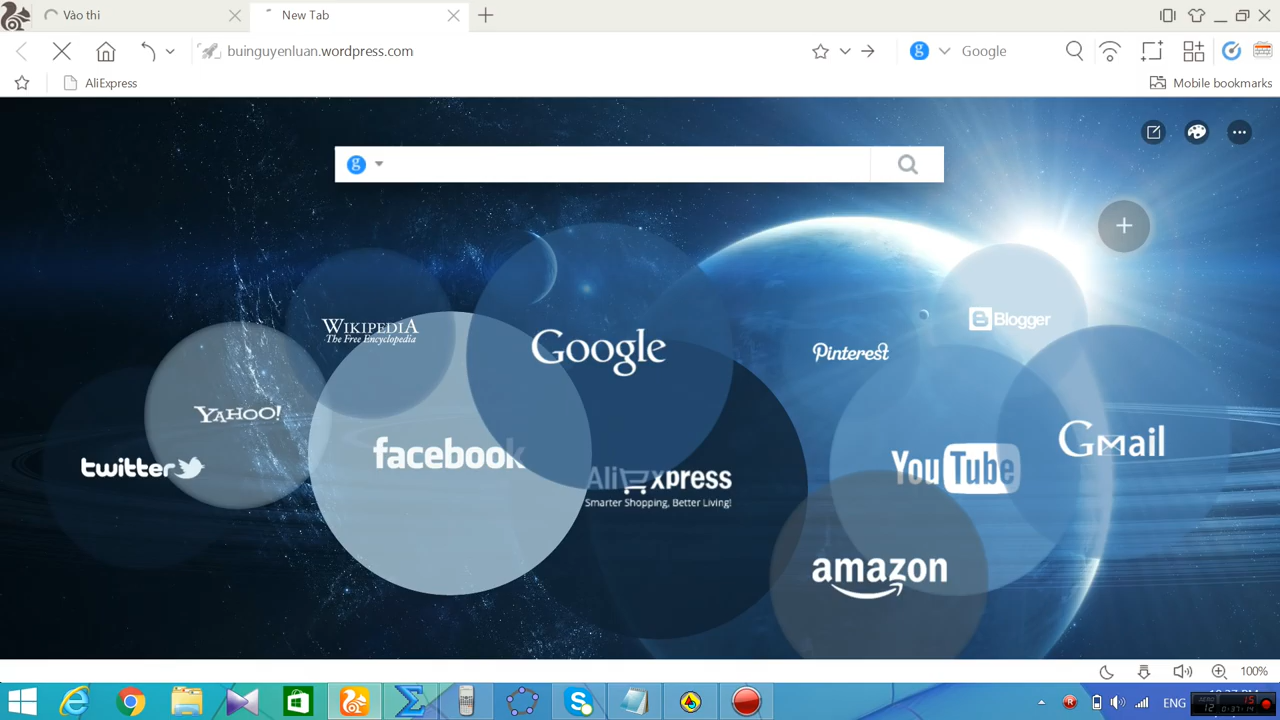 Vào thi
New Tab
buinguyenluan.wordpress.com
Google
AliExpress
Mobile bookmarks
WIKIPEDIA
The Free Encyclopedia
Google
Blogger
Pinterest
YAHOO!
twitter
facebook
AliExpress
Smarter Shopping, Better Living!
YouTube
Gmail
amazon
100%
ENG